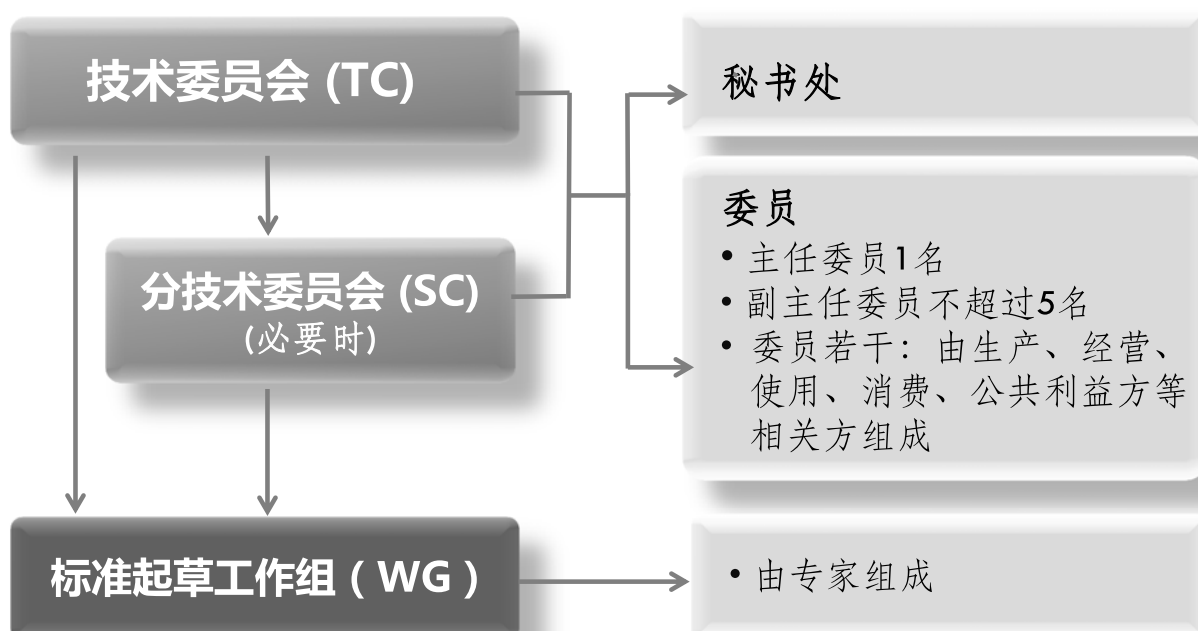 技术委员会 (TC)
秘书处
分技术委员会 (SC)
(必要时)
委员
• 主任委员1名
• 副主任委员不超过5名
• 委员若干：由生产、经营、
使用、消费、公共利益方等
相关方组成
标准起草工作组（WG）
• 由专家组成